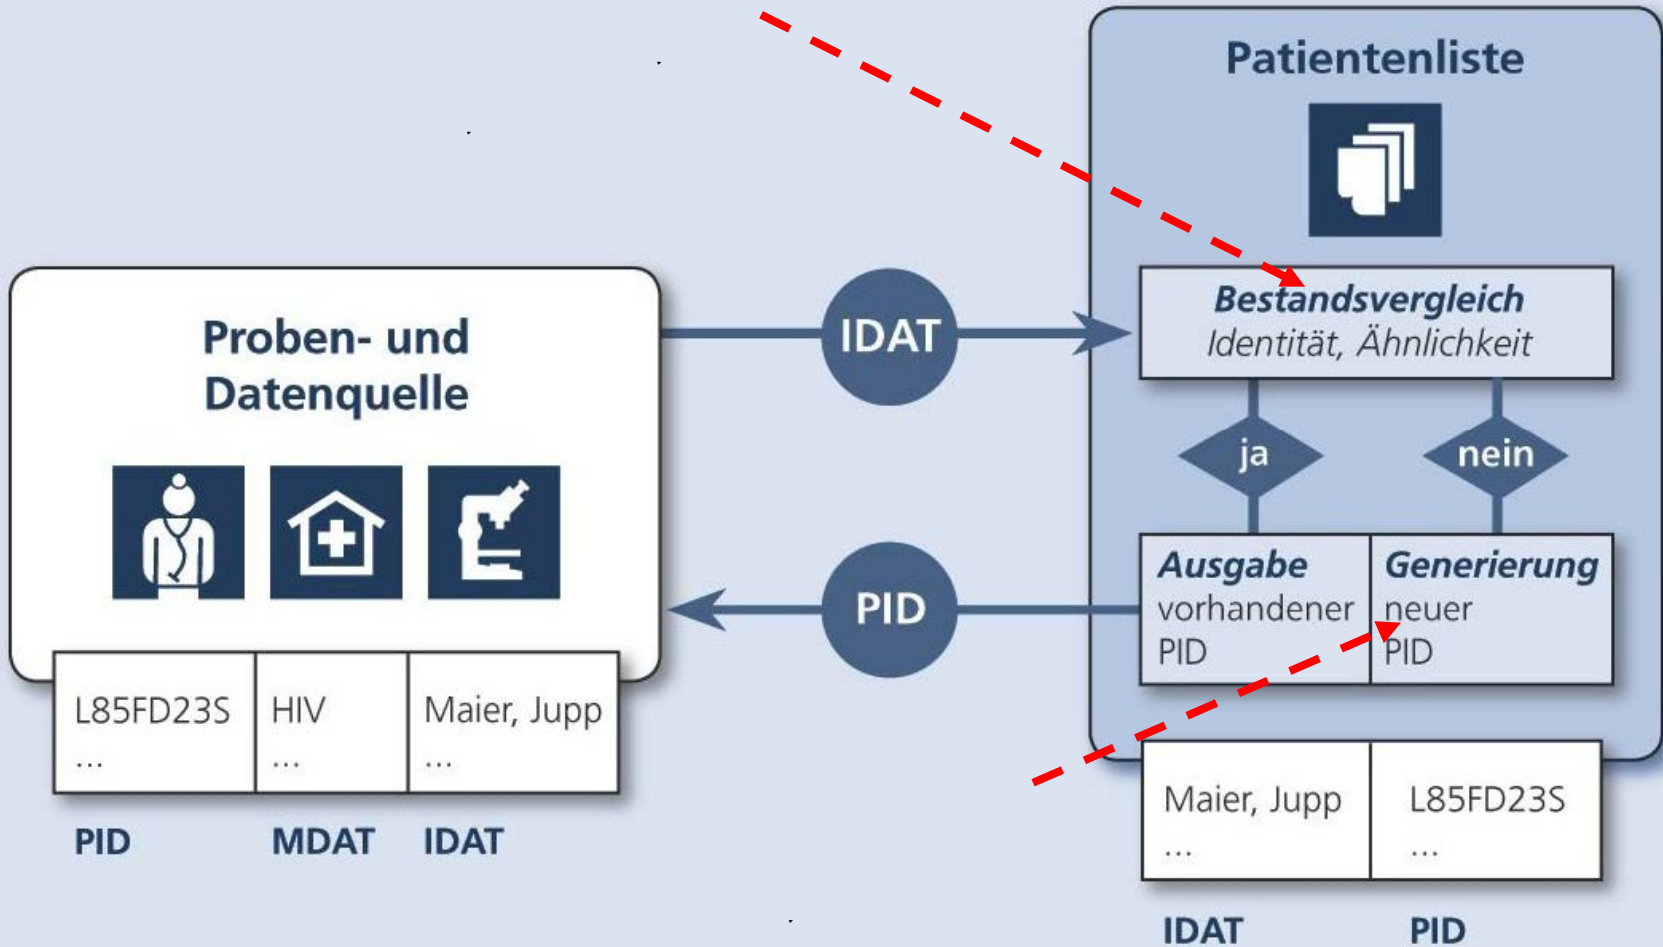 Patientenliste
Proben- und
Datenquelle
IDAT
Bestandsvergleich
Identität, Ähnlichkeit
ja
nein
PID
Ausgabe
vorhandener
PID
Generierung
neuer
PID
L85FD23S
...
HIV
...
Maier, Jupp
...
PID
MDAT
IDAT
Maier, Jupp
...
L85FD23S
...
IDAT
PID